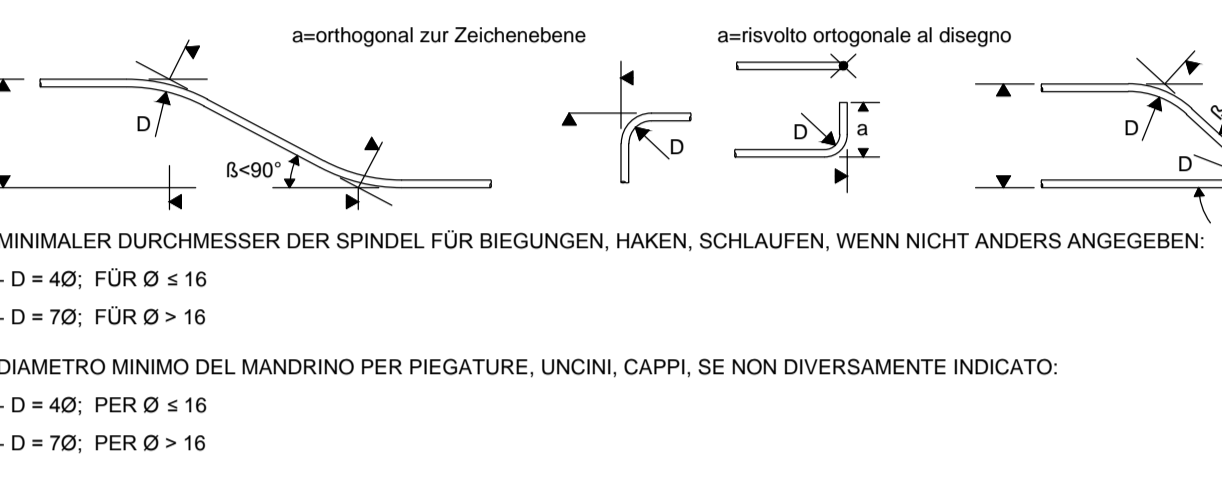 a=orthogonal zur Zeichenebene
a=risvolto ortogonale al disegno
D
ß<90°
D
D
a
D
D
ß
MINIMALER DURCHMESSER DER SPINDEL FÜR BIEGUNGEN, HAKEN, SCHLAUFEN, WENN NICHT ANDERS ANGEGEBEN:
- D = 4Ø; FÜR Ø ≤ 16
- D = 7Ø; FÜR Ø > 16
DIAMETRO MINIMO DEL MANDRINO PER PIEGATURE, UNCINI, CAPPI, SE NON DIVERSAMENTE INDICATO:
- D = 4Ø; PER Ø ≤ 16
- D = 7Ø; PER Ø > 16